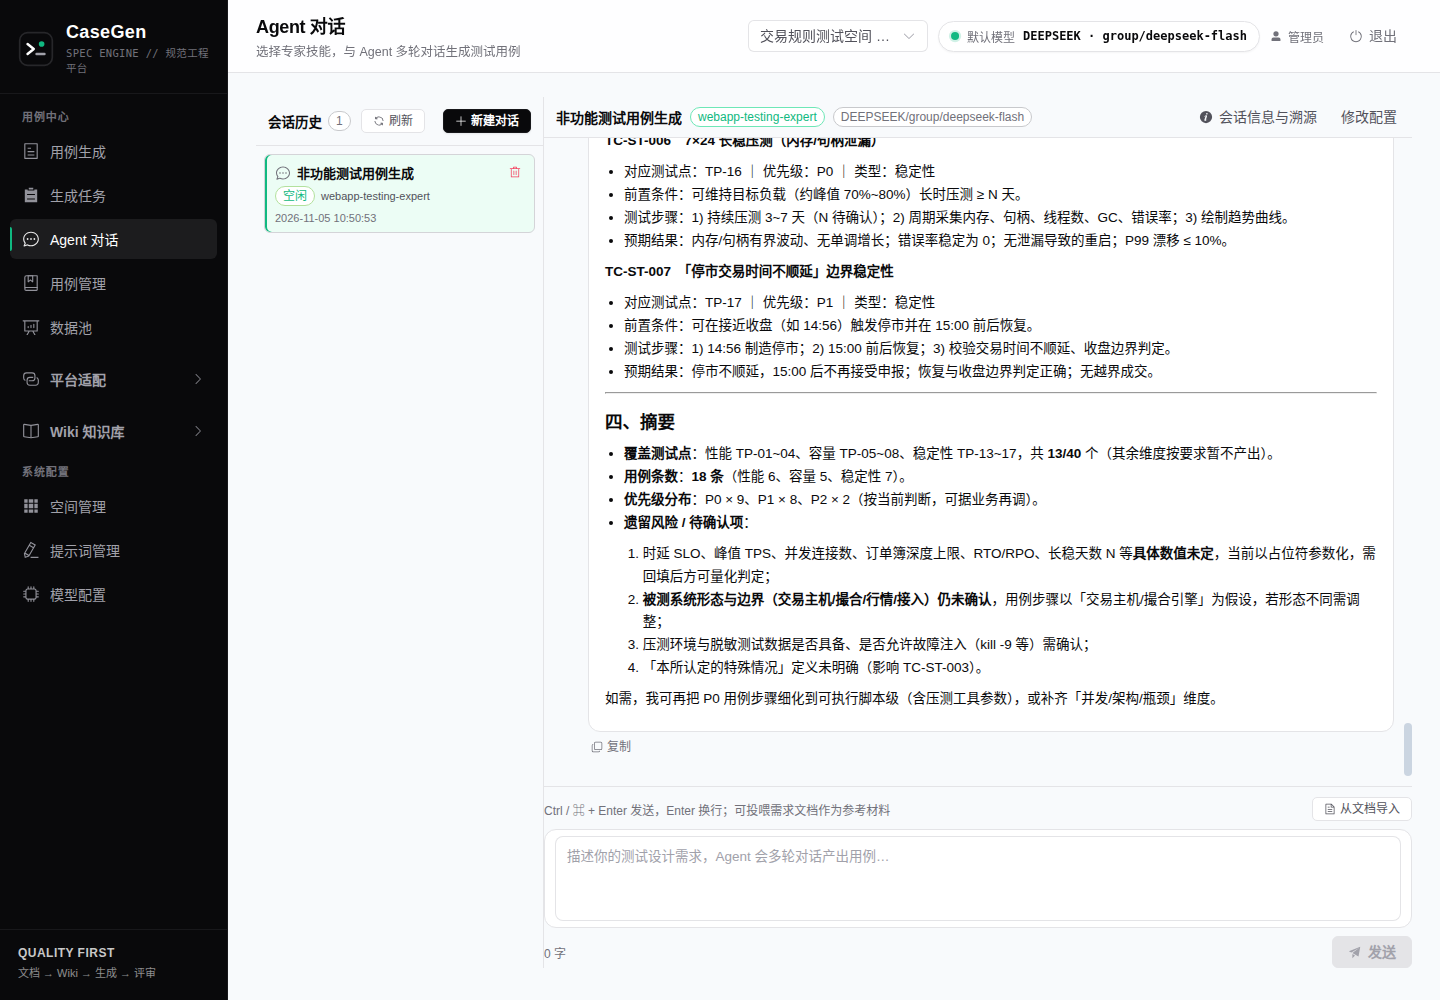 CaseGen
SPEC ENGINE // 规范工程
平台
用例中心
用例生成
生成任务
Agent 对话
用例管理
数据池
平台适配
Wiki 知识库
系统配置
空间管理
提示词管理
模型配置
QUALITY FIRST
文档 → Wiki → 生成 → 评审
Agent 对话
选择专家技能，与 Agent 多轮对话生成测试用例
交易规则测试空间 …
默认模型 DEEPSEEK · group/deepseek-flash
管理员
退出
会话历史 1 刷新 新建对话
非功能测试用例生成
空闲 webapp-testing-expert
2026-11-05 10:50:53
非功能测试用例生成 webapp-testing-expert DEEPSEEK/group/deepseek-flash 会话信息与溯源 修改配置
TC-ST-006 7×24 长稳压测（内存/句柄泄漏）
• 对应测试点：TP-16 ｜ 优先级：P0 ｜ 类型：稳定性
• 前置条件：可维持目标负载（约峰值 70%~80%）长时压测 ≥ N 天。
• 测试步骤：1) 持续压测 3~7 天（N 待确认）；2) 周期采集内存、句柄、线程数、GC、错误率；3) 绘制趋势曲线。
• 预期结果：内存/句柄有界波动、无单调增长；错误率稳定为 0；无泄漏导致的重启；P99 漂移 ≤ 10%。
TC-ST-007 「停市交易时间不顺延」边界稳定性
• 对应测试点：TP-17 ｜ 优先级：P1 ｜ 类型：稳定性
• 前置条件：可在接近收盘（如 14:56）触发停市并在 15:00 前后恢复。
• 测试步骤：1) 14:56 制造停市；2) 15:00 前后恢复；3) 校验交易时间不顺延、收盘边界判定。
• 预期结果：停市不顺延，15:00 后不再接受申报；恢复与收盘边界判定正确；无越界成交。
四、摘要
• 覆盖测试点：性能 TP-01~04、容量 TP-05~08、稳定性 TP-13~17，共 13/40 个（其余维度按要求暂不产出）。
• 用例条数：18 条（性能 6、容量 5、稳定性 7）。
• 优先级分布：P0 × 9、P1 × 8、P2 × 2（按当前判断，可据业务再调）。
• 遗留风险 / 待确认项：
1. 时延 SLO、峰值 TPS、并发连接数、订单簿深度上限、RTO/RPO、长稳天数 N 等具体数值未定，当前以占位符参数化，需
回填后方可量化判定；
2. 被测系统形态与边界（交易主机/撮合/行情/接入）仍未确认，用例步骤以「交易主机/撮合引擎」为假设，若形态不同需调
整；
3. 压测环境与脱敏测试数据是否具备、是否允许故障注入（kill -9 等）需确认；
4. 「本所认定的特殊情况」定义未明确（影响 TC-ST-003）。
如需，我可再把 P0 用例步骤细化到可执行脚本级（含压测工具参数），或补齐「并发/架构/瓶颈」维度。
复制
Ctrl / ⌘ + Enter 发送，Enter 换行；可投喂需求文档作为参考材料
从文档导入
描述你的测试设计需求，Agent 会多轮对话产出用例…
0 字
发送